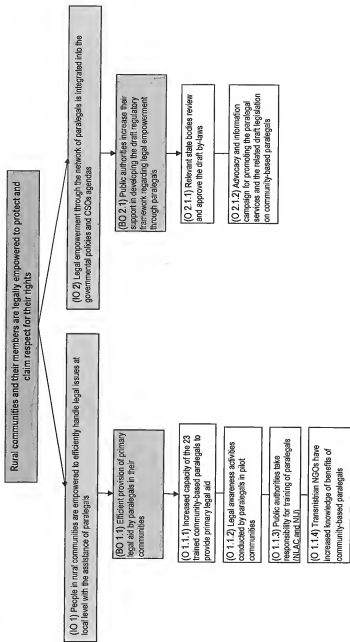 Rural communities and their members are legally empowered to protect and
claim respect for their rights
(IO 1) People in rural communities are empowered to efficiently handle legal issues at
local level with the assistance of paralegals
(BO 1.1) Efficient provision of primary
legal aid by paralegals in their
communities
(O 1.1.1) Increased capacity of the 23
trained community-based paralegals to
provide primary legal aid
(O 1.1.2) Legal awareness activities
conducted by paralegals in pilot
communities
(O 1.1.3) Public authorities take
responsibility for training of paralegals
(NLAC and NIJ)
(O 1.1.4) Transnistrian NGOs have
increased knowledge of benefits of
community-based paralegals
(IO 2) Legal empowerment through the network of paralegals is integrated into the
governmental policies and CSOs agendas
(BO 2.1) Public authorities increase their
support in developing the draft regulatory
framework regarding legal empowerment
through paralegals
(O 2.1.1) Relevant state bodies review
and approve the draft by-laws
(O 2.1.2) Advocacy and information
campaign for promoting the paralegal
services and the related draft legislation
on community-based paralegals